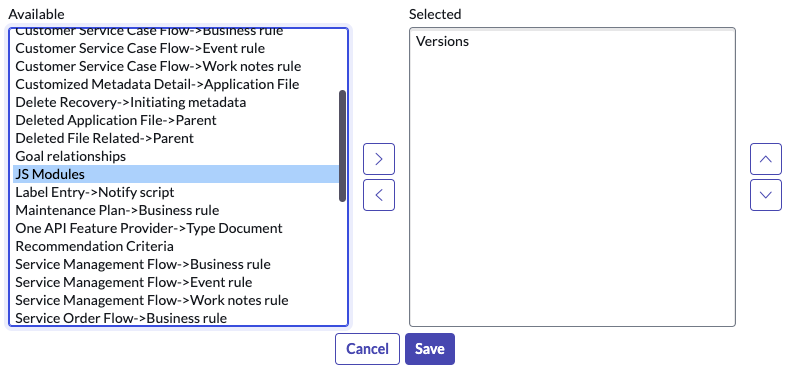 Available
Selected
Customer Service Case Flow->Business rule
Customer Service Case Flow->Event rule
Customer Service Case Flow->Work notes rule
Customized Metadata Detail->Application File
Delete Recovery->Initiating metadata
Deleted Application File->Parent
Deleted File Related->Parent
Goal relationships
JS Modules
Label Entry->Notify script
Maintenance Plan->Business rule
One API Feature Provider->Type Document
Recommendation Criteria
Service Management Flow->Business rule
Service Management Flow->Event rule
Service Management Flow->Work notes rule
Service Order Flow->Business rule
Versions
Cancel
Save